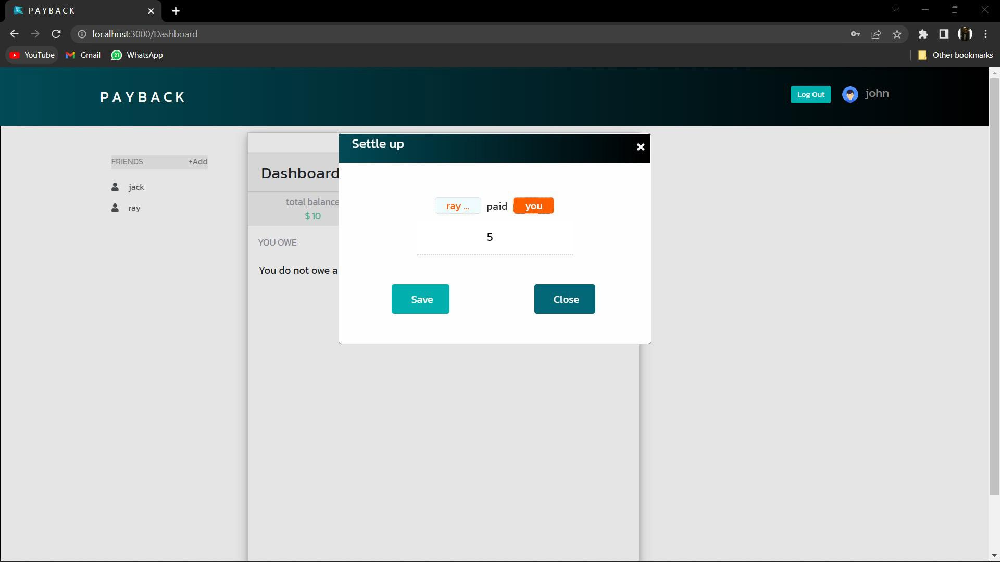 PAYBACK
localhost:3000/Dashboard
YouTube
Gmail
21
WhatsApp
Other bookmarks
PAYBACK
Log Out
john
FRIENDS
+Add
jack
ray
Dashboard
total balance
$ 10
YOU OWE
You do not owe a
Settle up
ray ... paid you
5
Save
Close